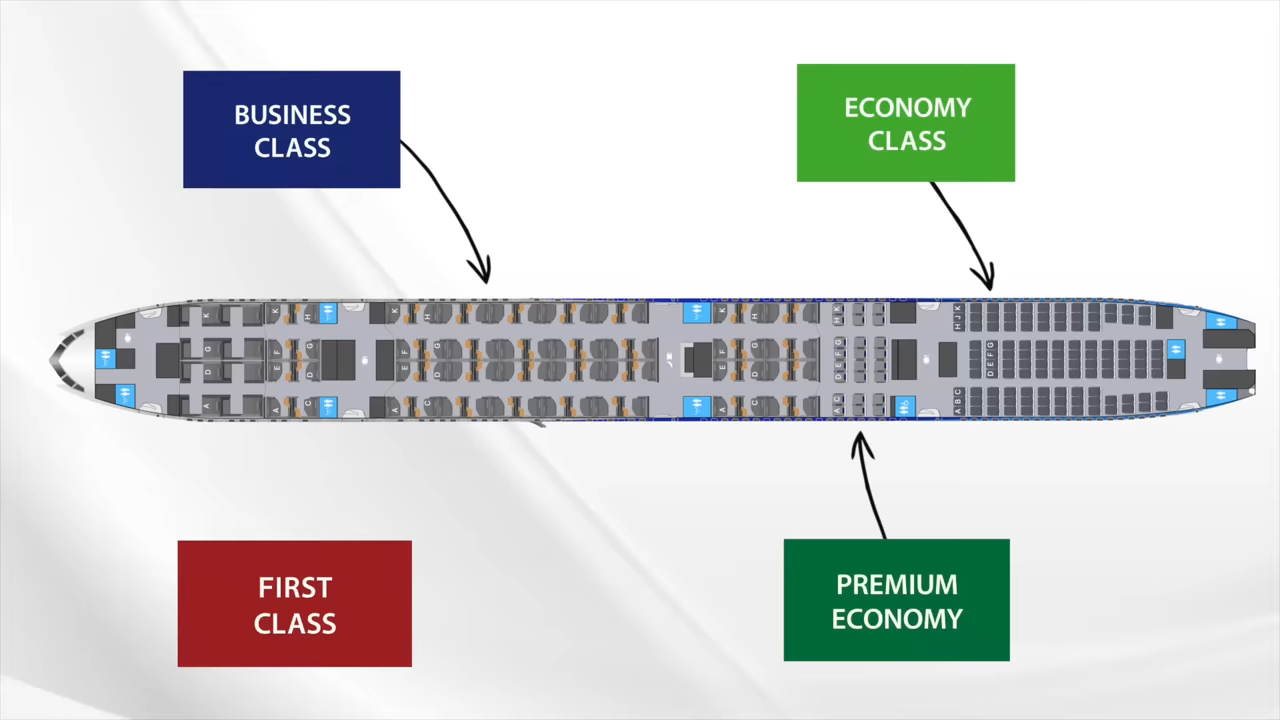 BUSINESS
CLASS
ECONOMY
CLASS
K
K
H
K
H
H K
K
H J K
D G
E F
D G
E F
D G
E F
D G
D E F G
D E F G
A
A
C
A
C
A
C
A C
A B C
FIRST
CLASS
PREMIUM
ECONOMY